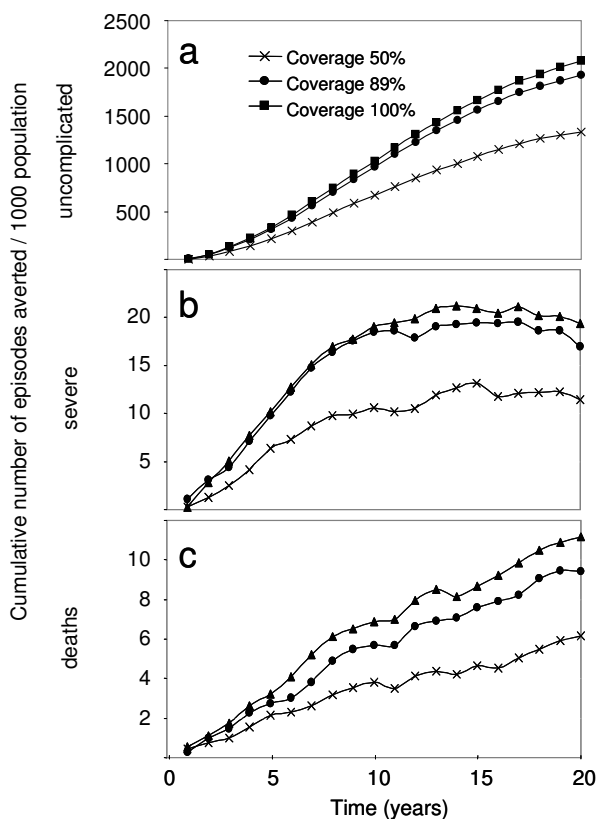 Cumulative number of episodes averted / 1000 population
uncomplicated
a
Coverage 50%
Coverage 89%
Coverage 100%
2500
2000
1500
1000
500
severe
b
20
15
10
5
deaths
c
10
8
6
4
2
0 5 10 15 20
Time (years)